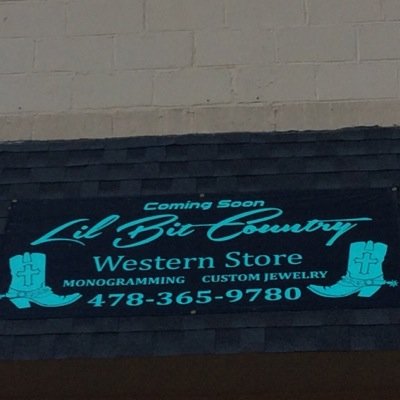 Coming Soon
Lil Bit Country
Western Store
MONOGRAMMING CUSTOM JEWELRY
478-365-9780